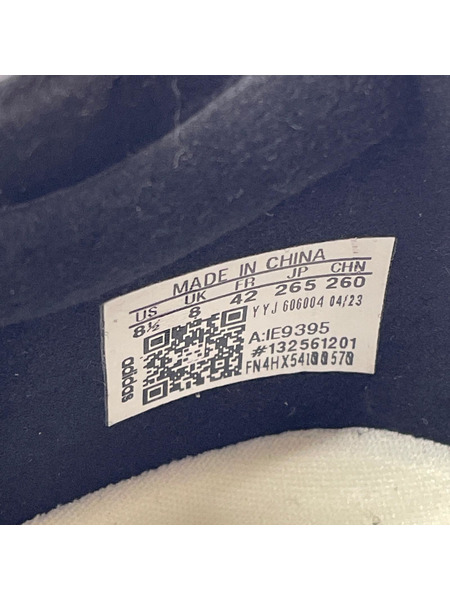 MADE IN CHINA
US UK FR JP CHN
8½ 8 42 265 260
YYJ 606004 04/23
A:IE9395
#132561201
adidas